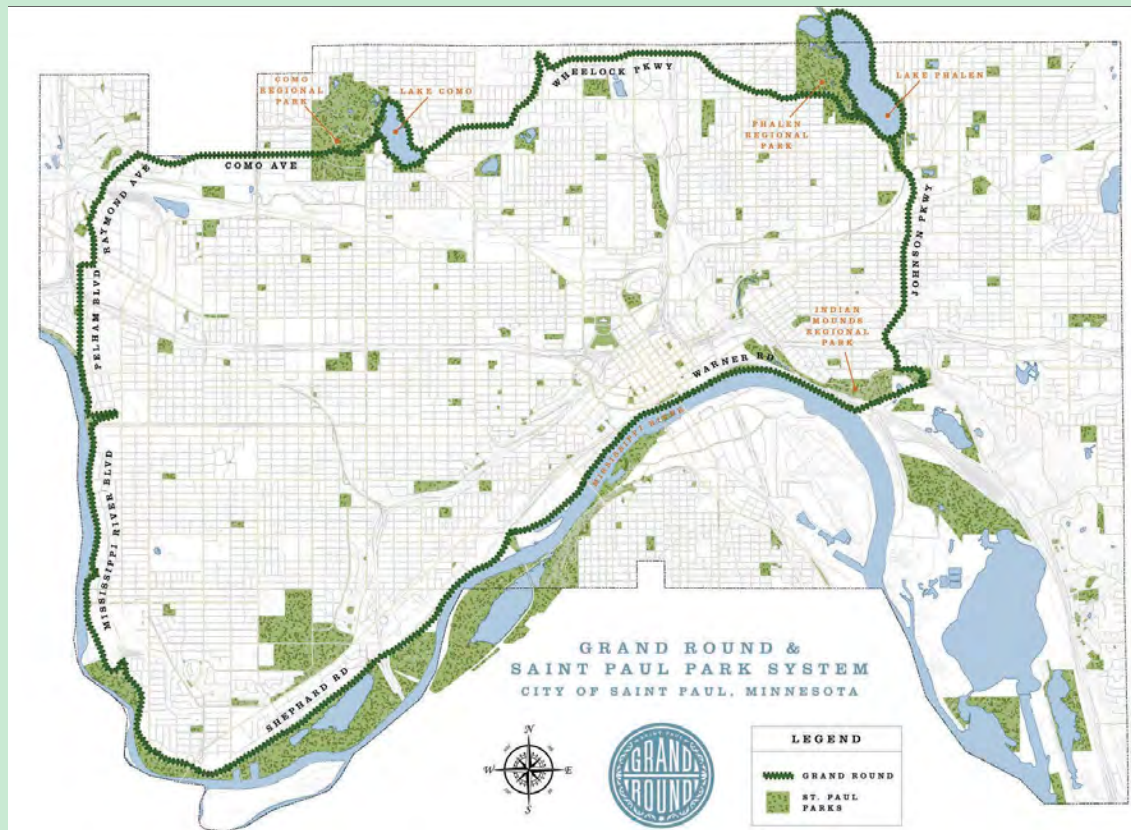 COMO
REGIONAL
PARK
LAKE COMO
WHEELOCK PKWY
LAKE PHALEN
PHALEN
REGIONAL
PARK
COMO AVE
RAYMOND AVE
PELHAM BLVD
JOHNSON PKWY
INDIAN
MOUNDS
REGIONAL
PARK
WARNER RD
MISSISSIPPI RIVER
MISSISSIPPI RIVER BLVD
SHEPHARD RD
GRAND ROUND &
SAINT PAUL PARK SYSTEM
CITY OF SAINT PAUL, MINNESOTA
N
W
E
S
SAINT PAUL
GRAND
ROUND
LEGEND
GRAND ROUND
ST. PAUL
PARKS